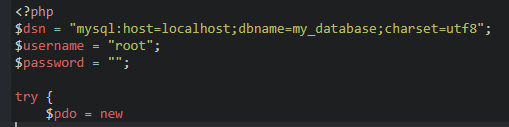 <?php
$dsn = "mysql:host=localhost;dbname=my_database;charset=utf8";
$username = "root";
$password = "";

try {
    $pdo = new